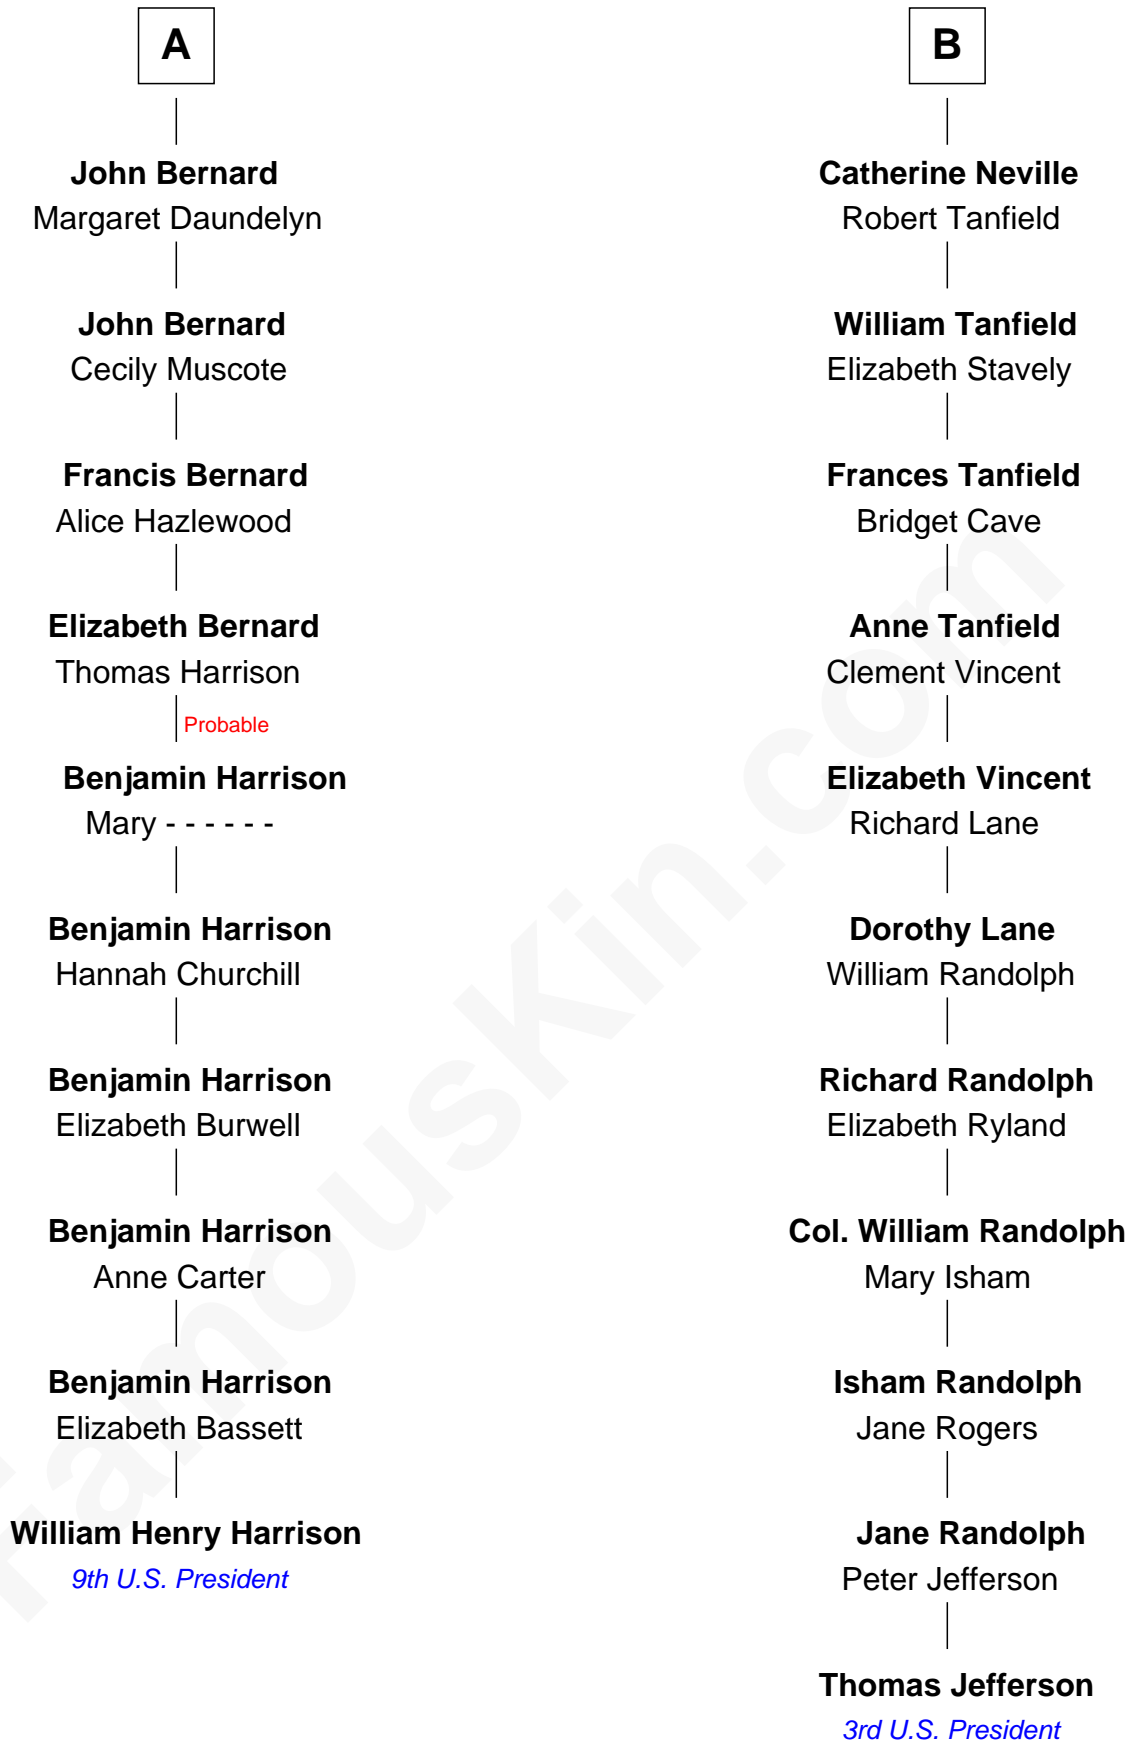 A
John Bernard
Margaret Daundelyn
John Bernard
Cecily Muscote
Francis Bernard
Alice Hazlewood
Elizabeth Bernard
Thomas Harrison
Probable
Benjamin Harrison
Mary - - - - - -
Benjamin Harrison
Hannah Churchill
Benjamin Harrison
Elizabeth Burwell
Benjamin Harrison
Anne Carter
Benjamin Harrison
Elizabeth Bassett
William Henry Harrison
9th U.S. President
B
Catherine Neville
Robert Tanfield
William Tanfield
Elizabeth Stavely
Frances Tanfield
Bridget Cave
Anne Tanfield
Clement Vincent
Elizabeth Vincent
Richard Lane
Dorothy Lane
William Randolph
Richard Randolph
Elizabeth Ryland
Col. William Randolph
Mary Isham
Isham Randolph
Jane Rogers
Jane Randolph
Peter Jefferson
Thomas Jefferson
3rd U.S. President
FamousKin.com